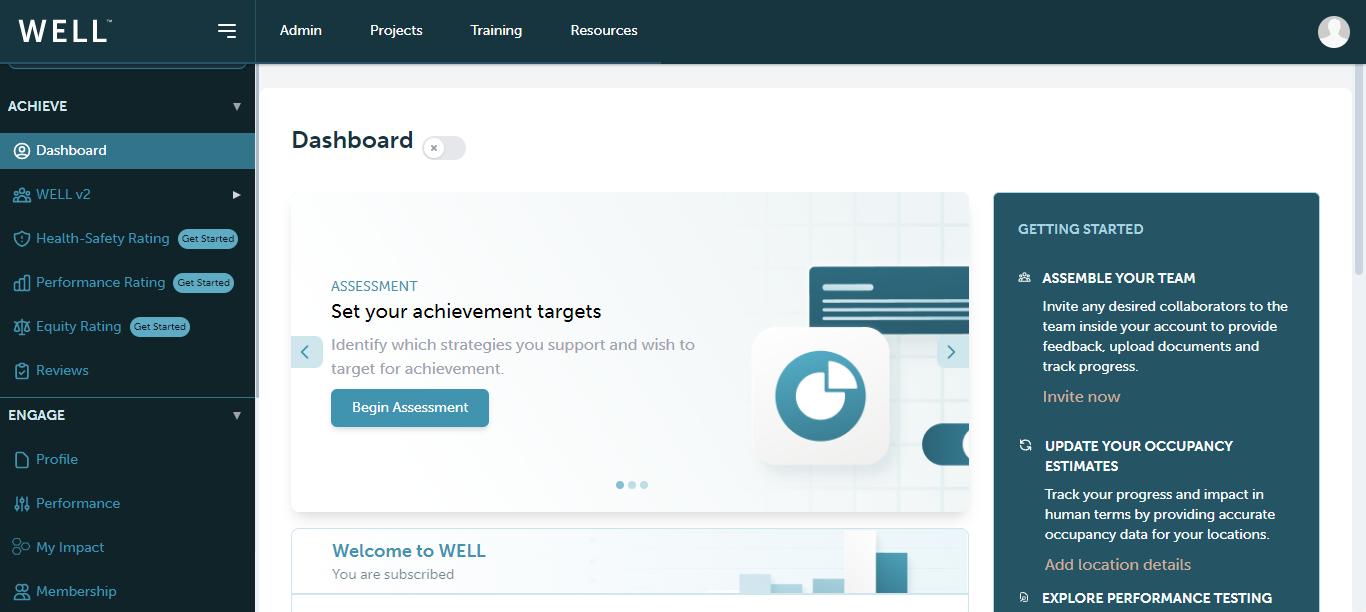 WELL™
Admin
Projects
Training
Resources
ACHIEVE
Dashboard
WELL v2
Health-Safety Rating
Get Started
Performance Rating
Get Started
Equity Rating
Get Started
Reviews
ENGAGE
Profile
Performance
My Impact
Membership
Dashboard
ASSESSMENT
Set your achievement targets
Identify which strategies you support and wish to
target for achievement.
Begin Assessment
Welcome to WELL
You are subscribed
GETTING STARTED
ASSEMBLE YOUR TEAM
Invite any desired collaborators to the
team inside your account to provide
feedback, upload documents and
track progress.
Invite now
UPDATE YOUR OCCUPANCY
ESTIMATES
Track your progress and impact in
human terms by providing accurate
occupancy data for your locations.
Add location details
EXPLORE PERFORMANCE TESTING